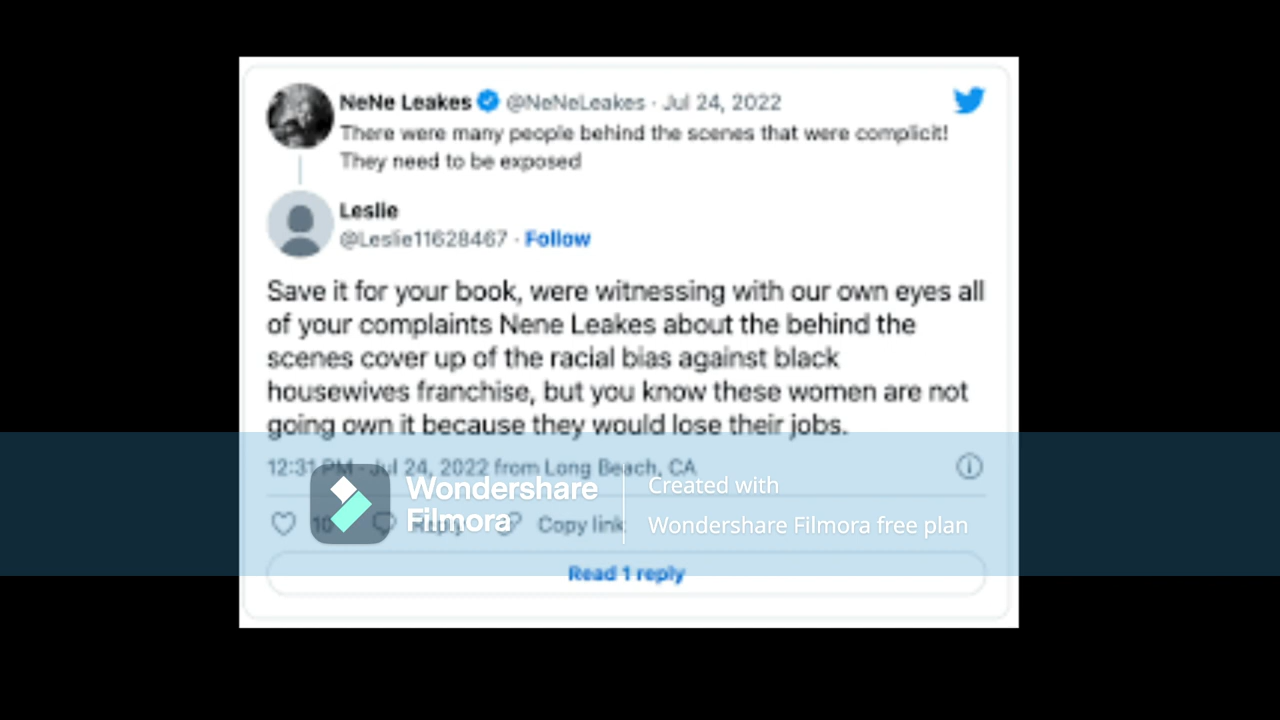 NeNe Leakes @NeNeLeakes · Jul 24, 2022
There were many people behind the scenes that were complicit!
They need to be exposed
Leslie
@Leslie11628467 · Follow
Save it for your book, were witnessing with our own eyes all
of your complaints Nene Leakes about the behind the
scenes cover up of the racial bias against black
housewives franchise, but you know these women are not
going own it because they would lose their jobs.
12:31 PM · Jul 24, 2022 from Long Beach, CA
10 Reply Copy link
Wondershare
Filmora
Created with
Wondershare Filmora free plan
Read 1 reply